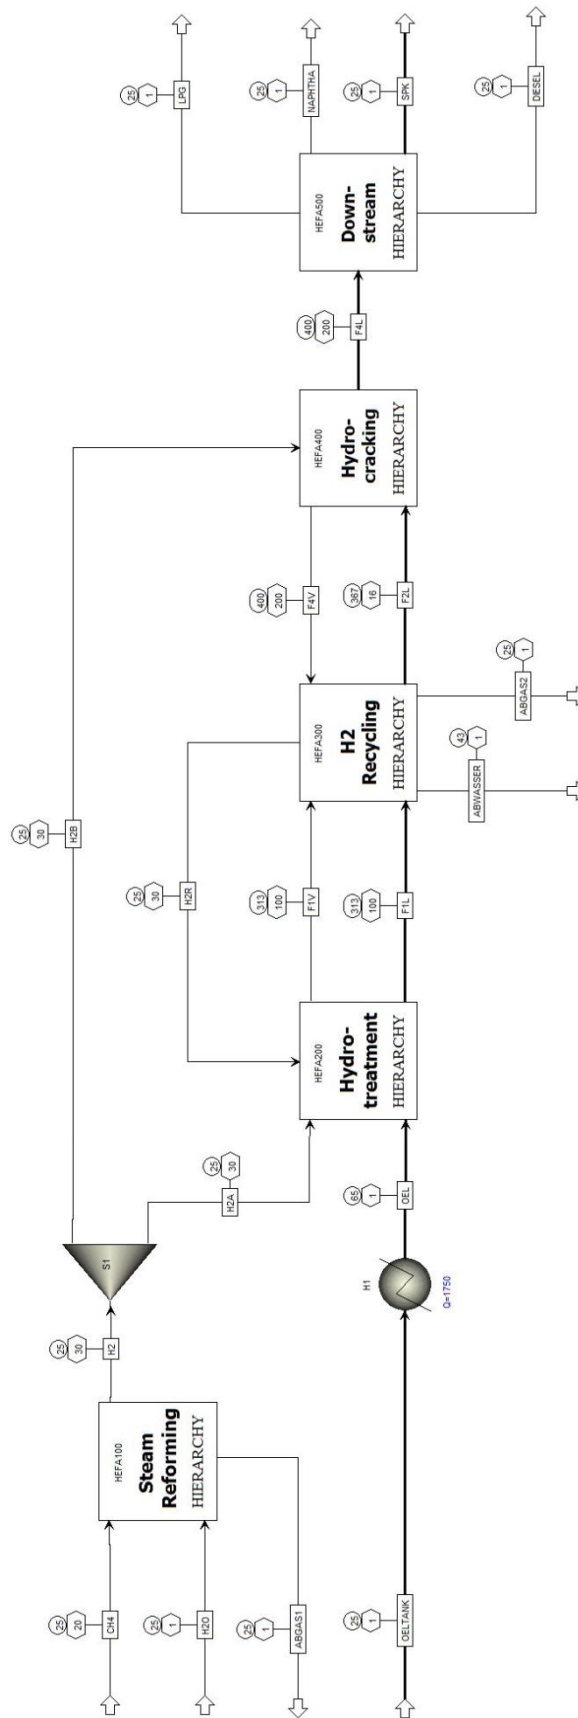 25
20
CH4
25
1
H2O
25
1
ABGAS1
25
1
OELTANK
HEFA100
Steam
Reforming
HIERARCHY
25
30
H2
S1
H1
Q=1750
25
30
H2A
65
1
OEL
25
30
H2B
HEFA200
Hydro-
treatment
HIERARCHY
25
30
H2R
313
100
F1V
313
100
F1L
HEFA300
H2
Recycling
HIERARCHY
43
1
ABWASSER
25
1
ABGAS2
400
200
F4V
367
16
F2L
HEFA400
Hydro-
cracking
HIERARCHY
400
200
F4L
HEFA500
Down-
stream
HIERARCHY
25
1
LPG
25
1
NAPHTHA
25
1
SPK
25
1
DIESEL